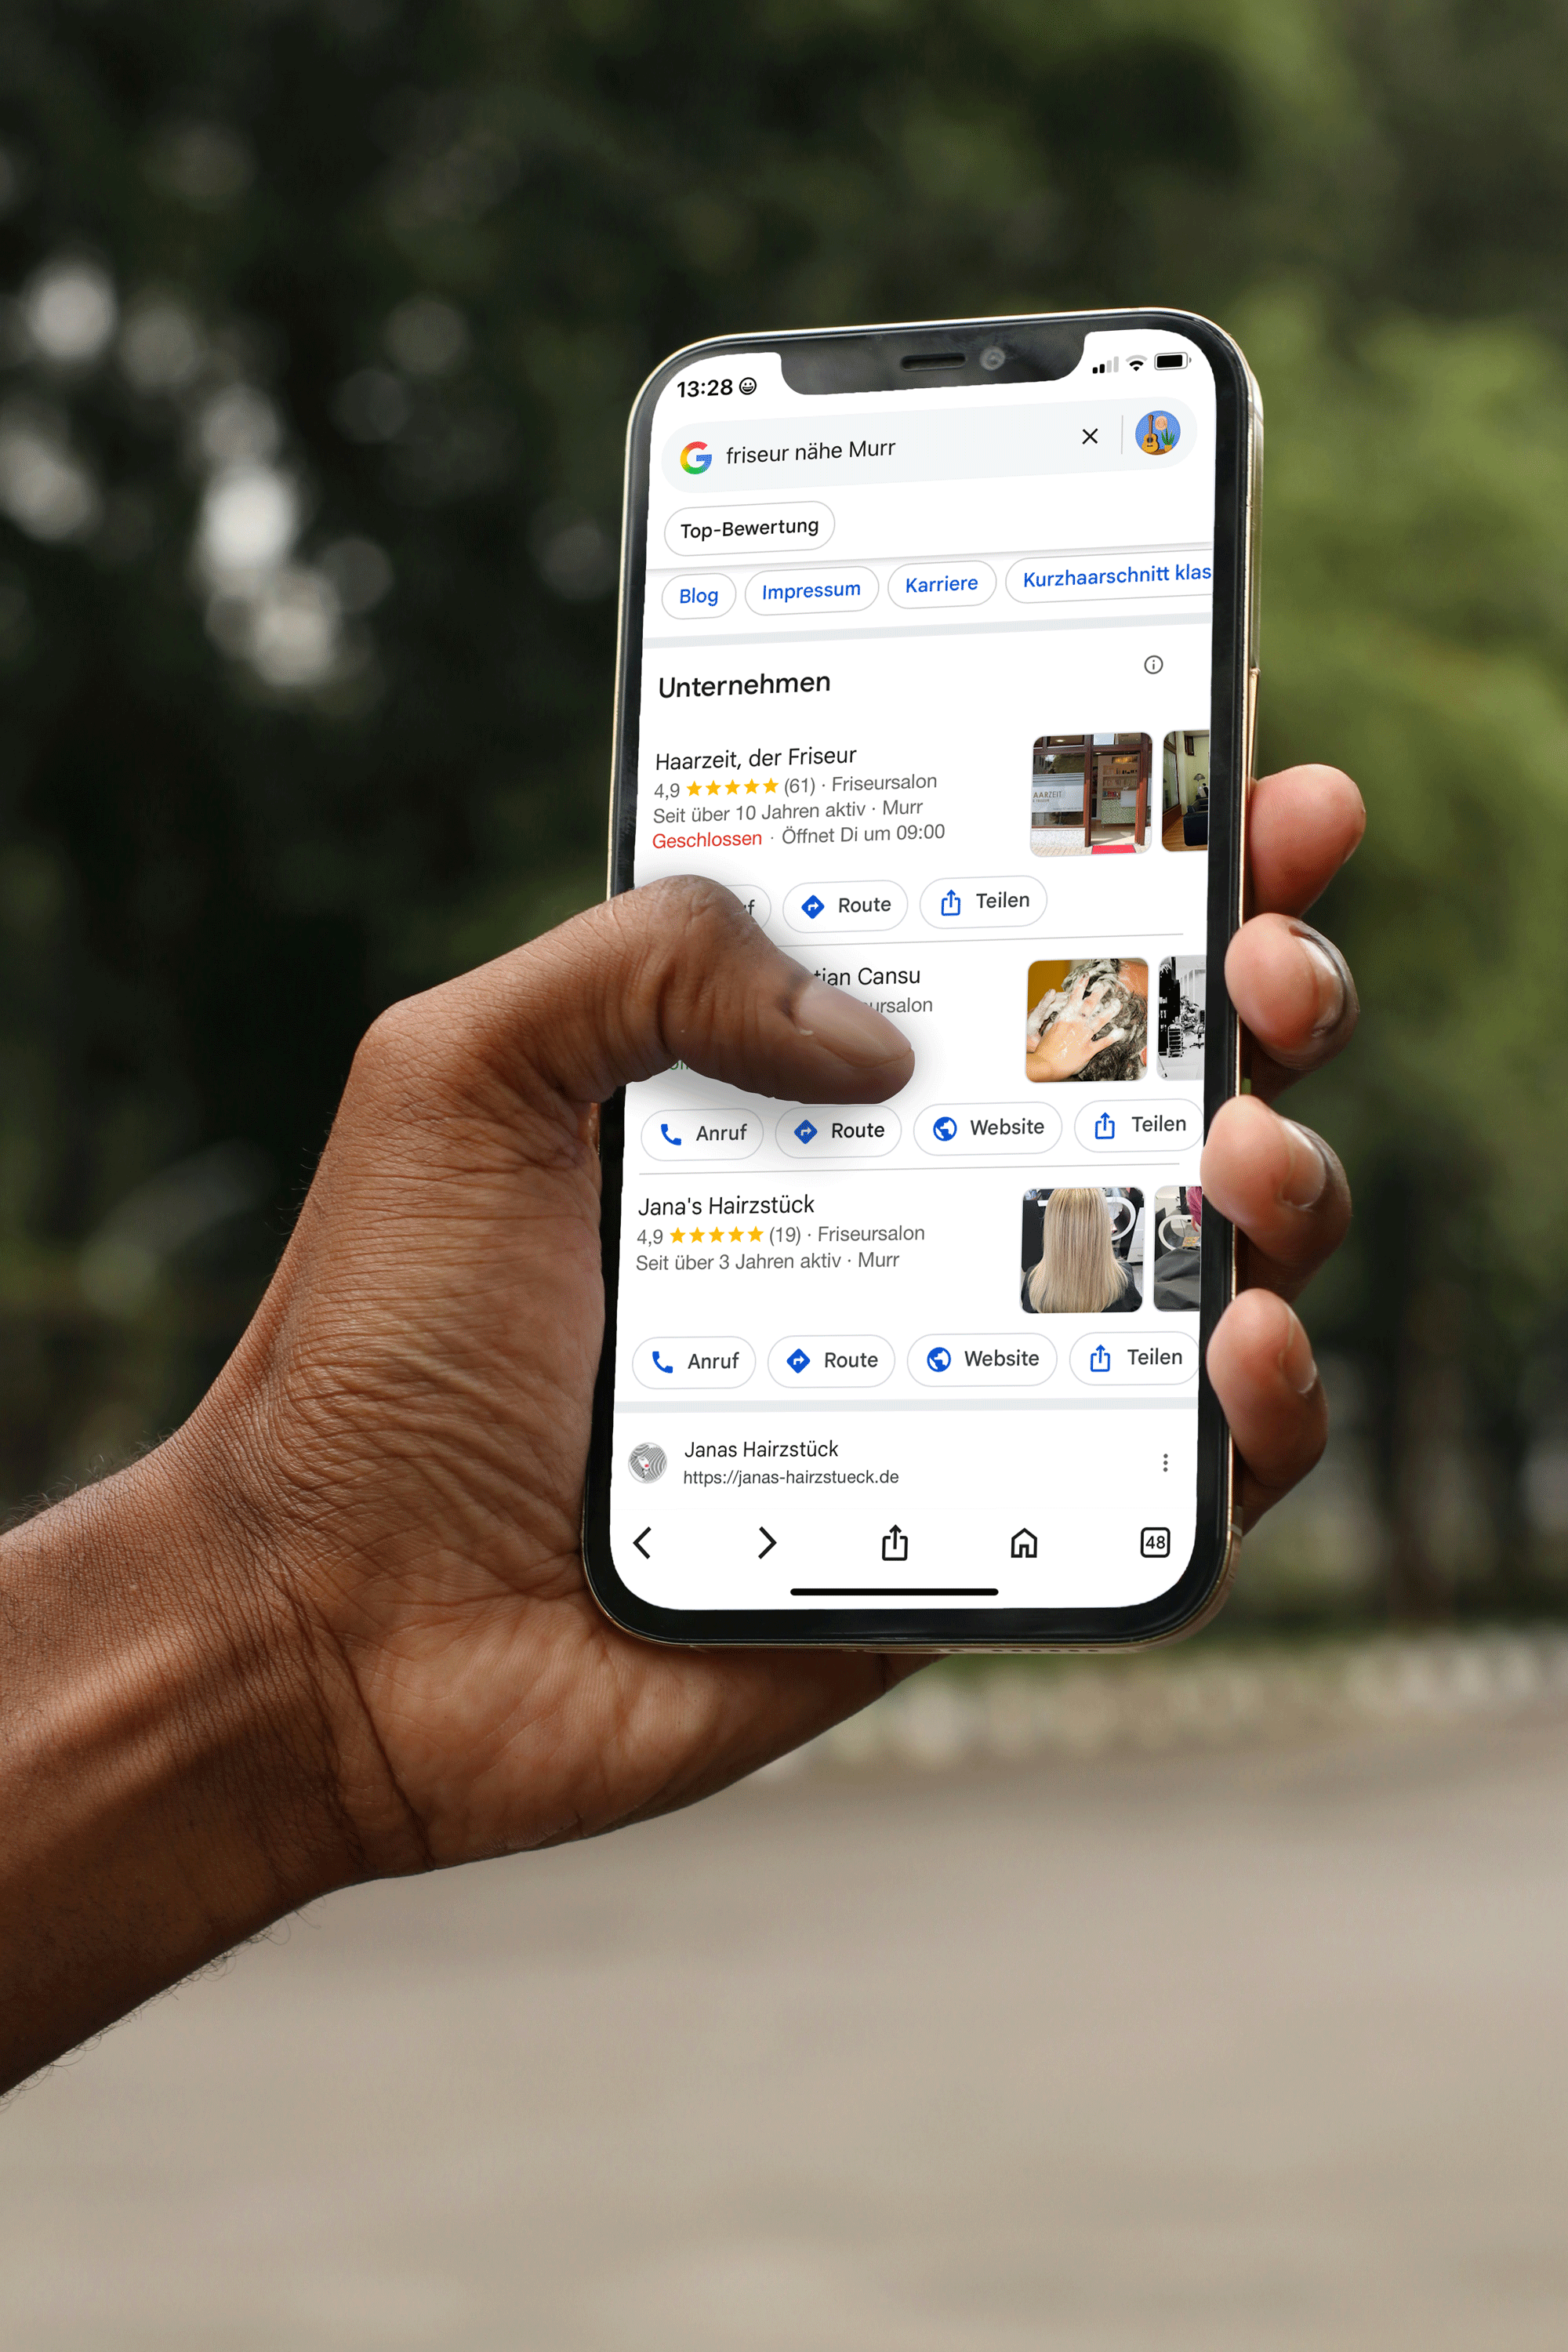 13:28
friseur nähe Murr
Top-Bewertung
Blog Impressum Karriere Kurzhaarschnitt klas
Unternehmen
Haarzeit, der Friseur
4,9 (61) · Friseursalon
Seit über 10 Jahren aktiv · Murr
Geschlossen · Öffnet Di um 09:00
AARZEIT
Route Teilen
tian Cansu
ursalon
Anruf Route Website Teilen
Jana's Hairzstück
4,9 (19) · Friseursalon
Seit über 3 Jahren aktiv · Murr
Anruf Route Website Teilen
Janas Hairzstück
https://janas-hairzstueck.de
48